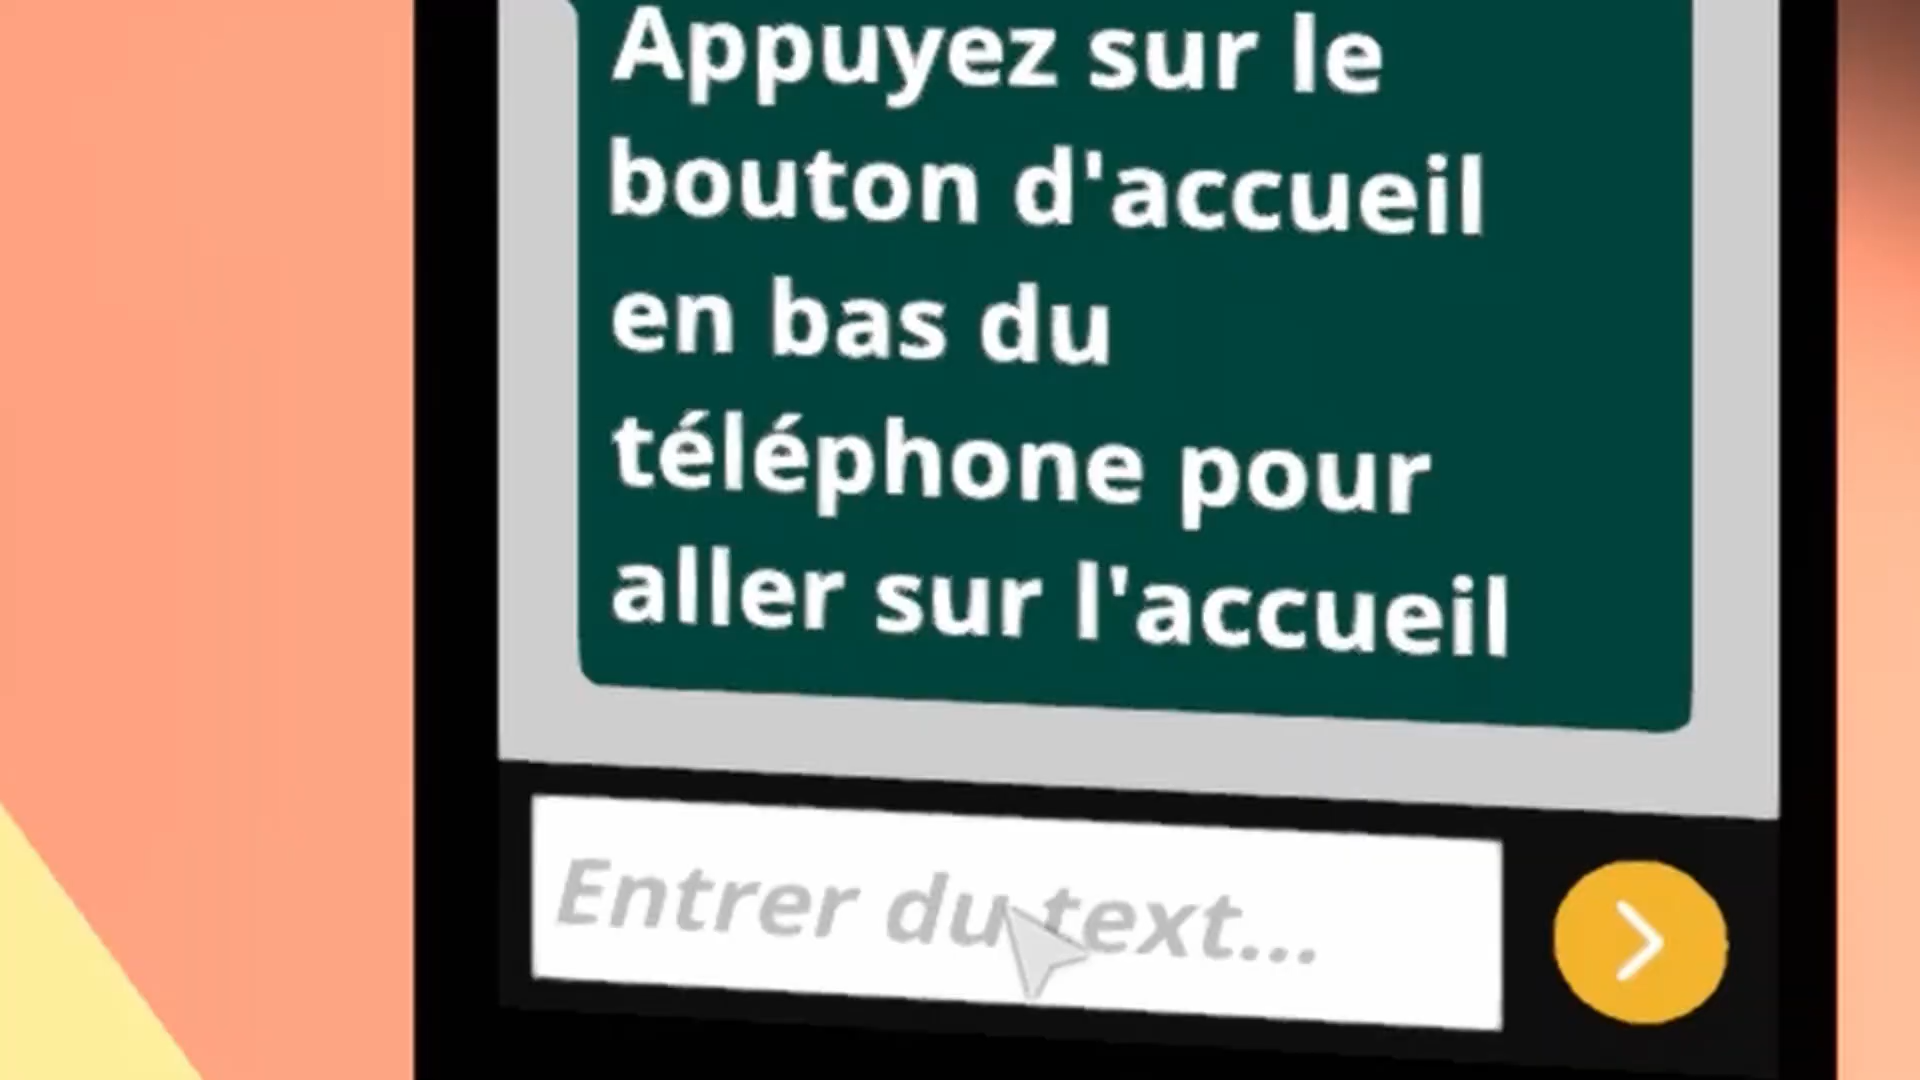 Appuyez sur le
bouton d'accueil
en bas du
téléphone pour
aller sur l'accueil
Entrer du text...